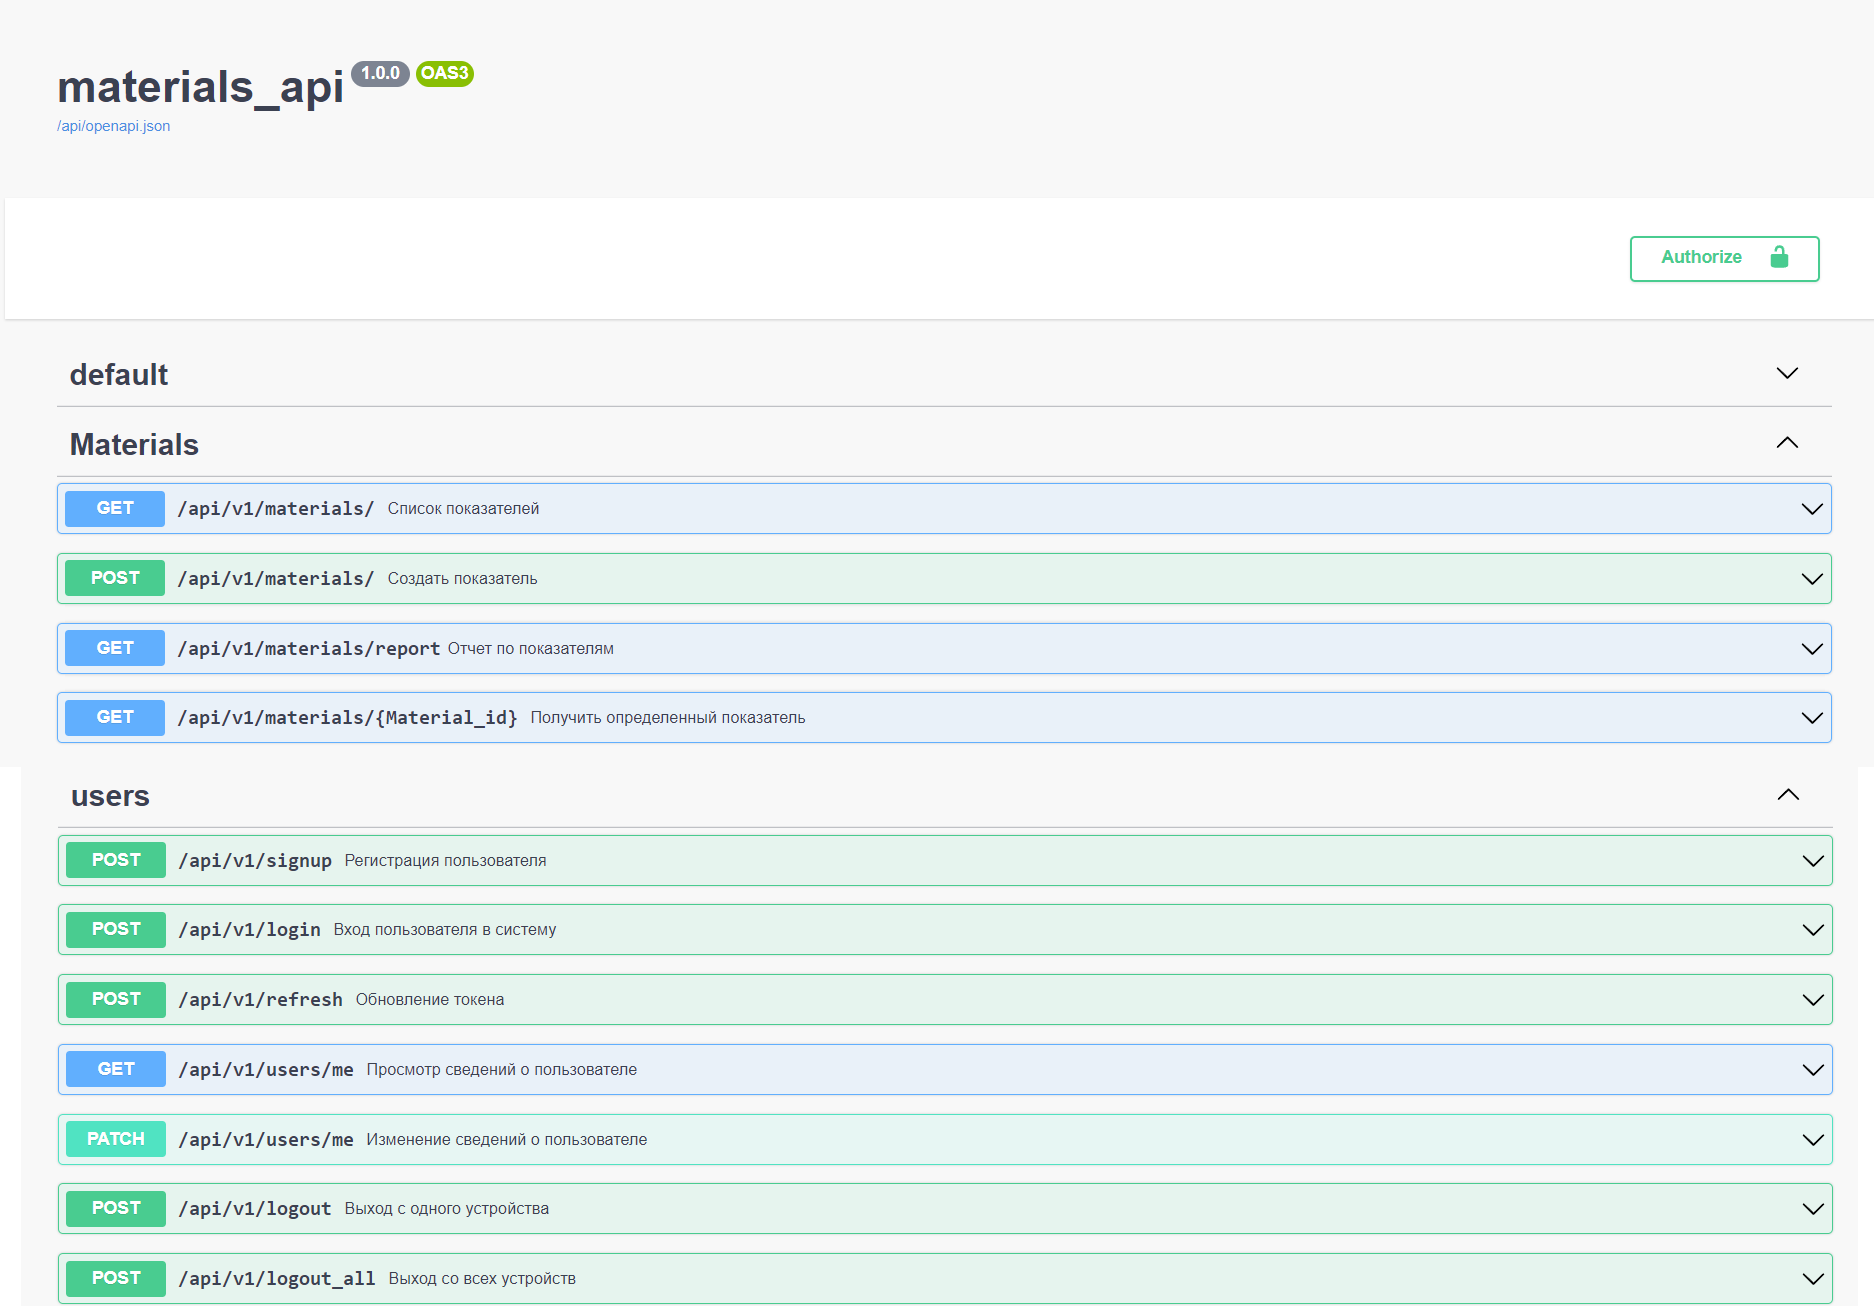 materials_api 1.0.0 OAS3
/api/openapi.json
Authorize
default
Materials
GET /api/v1/materials/ Список показателей
POST /api/v1/materials/ Создать показатель
GET /api/v1/materials/report Отчет по показателям
GET /api/v1/materials/{Material_id} Получить определенный показатель
users
POST /api/v1/signup Регистрация пользователя
POST /api/v1/login Вход пользователя в систему
POST /api/v1/refresh Обновление токена
GET /api/v1/users/me Просмотр сведений о пользователе
PATCH /api/v1/users/me Изменение сведений о пользователе
POST /api/v1/logout Выход с одного устройства
POST /api/v1/logout_all Выход со всех устройств